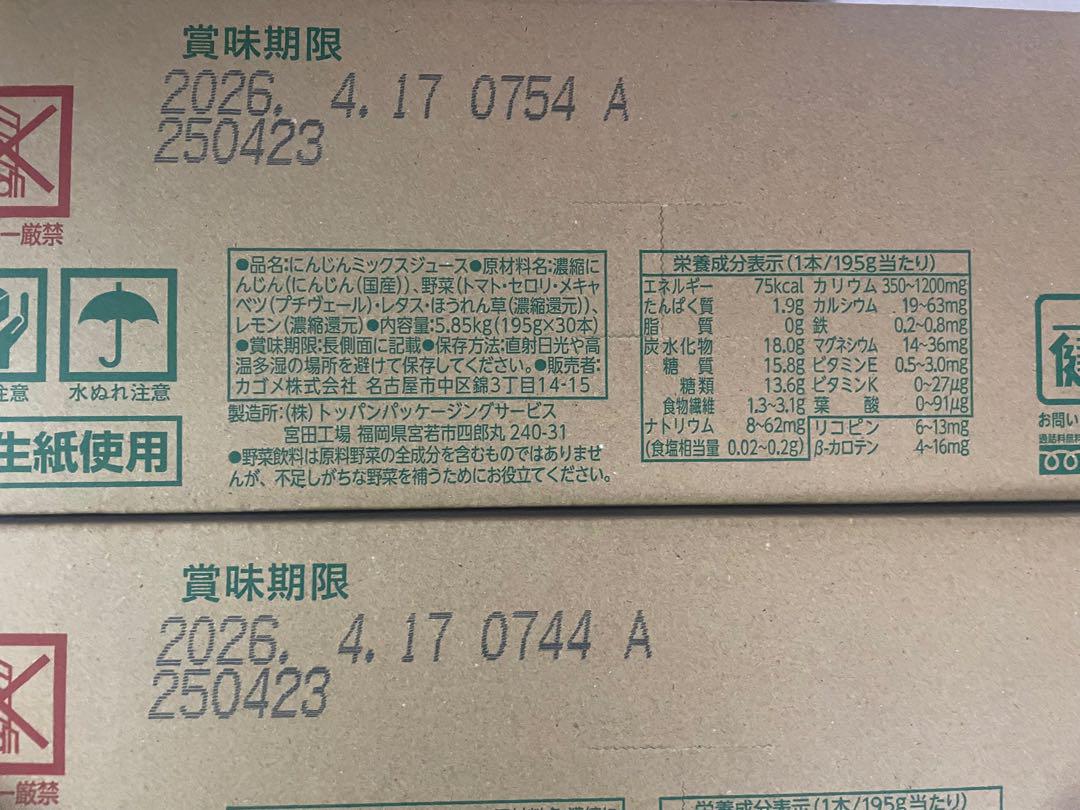 賞味期限
2026. 4. 17 0754 A
250423
ー厳禁
注意
水ぬれ注意
生紙使用
●品名:にんじんミックスジュース●原材料名:濃縮に
んじん(にんじん(国産))、野菜(トマト・セロリ・メキャ
ベツ(プチヴェール)・レタス・ほうれん草(濃縮還元))、
レモン(濃縮還元)●内容量:5.85kg(195g×30本)
●賞味期限:長側面に記載●保存方法:直射日光や高
温多湿の場所を避けて保存してください。●販売者:
カゴメ株式会社 名古屋市中区錦3丁目14-15
製造所:(株)トッパンパッケージングサービス
宮田工場 福岡県宮若市四郎丸 240-31
●野菜飲料は原料野菜の全成分を含むものではありませ
んが、不足しがちな野菜を補うためにお役立てください。
栄養成分表示(1本/195g当たり)
エネルギー 75kcal カリウム 350~1200mg
たんぱく質 1.9g カルシウム 19~63mg
脂質 0g 鉄 0.2~0.8mg
炭水化物 18.0g マグネシウム 14~36mg
糖質 15.8g ビタミンE 0.5~3.0mg
糖類 13.6g ビタミンK 0~27μg
食物繊維 1.3~3.1g 葉酸 0~91μg
ナトリウム 8~62mg リコピン 6~13mg
(食塩相当量 0.02~0.2g) β-カロテン 4~16mg
健
お問い
賞味期限
2026. 4. 17 0744 A
250423
ー厳禁
栄養成分表示(1本/195g当たり)